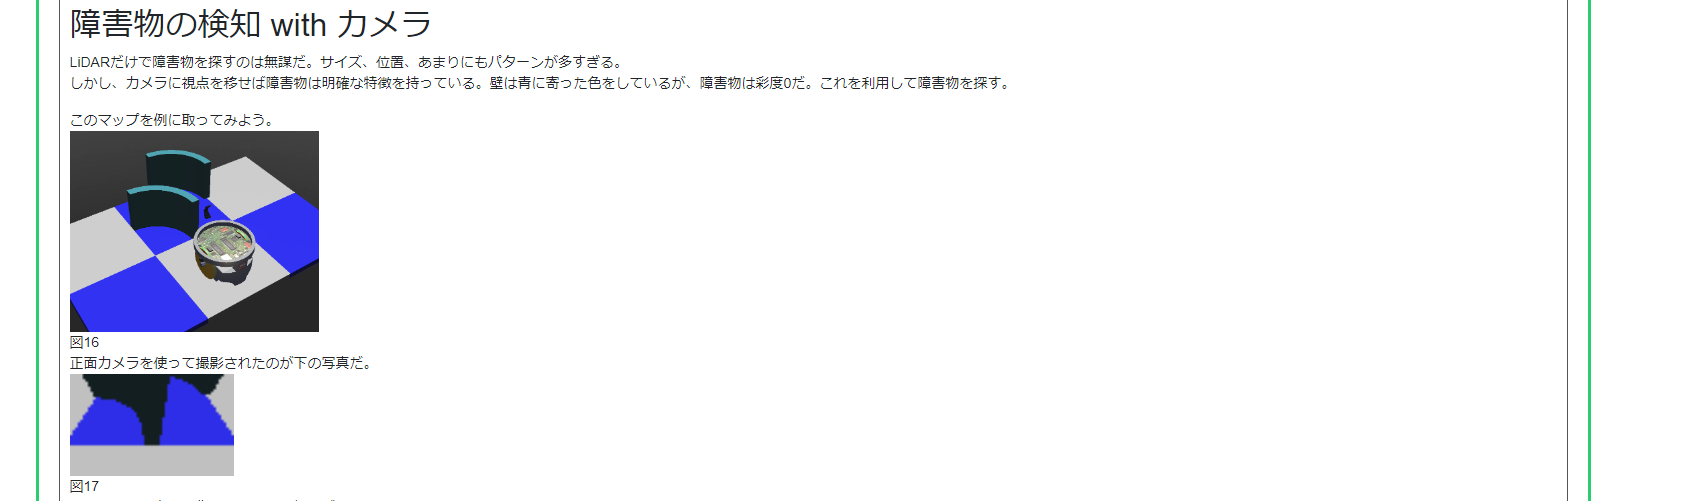 障害物の検知 with カメラ
LiDARだけで障害物を探すのは無謀だ。サイズ、位置、あまりにもパターンが多すぎる。
しかし、カメラに視点を移せば障害物は明確な特徴を持っている。壁は青に寄った色をしているが、障害物は彩度0だ。これを利用して障害物を探す。
このマップを例に取ってみよう。
図16
正面カメラを使って撮影されたのが下の写真だ。
図17